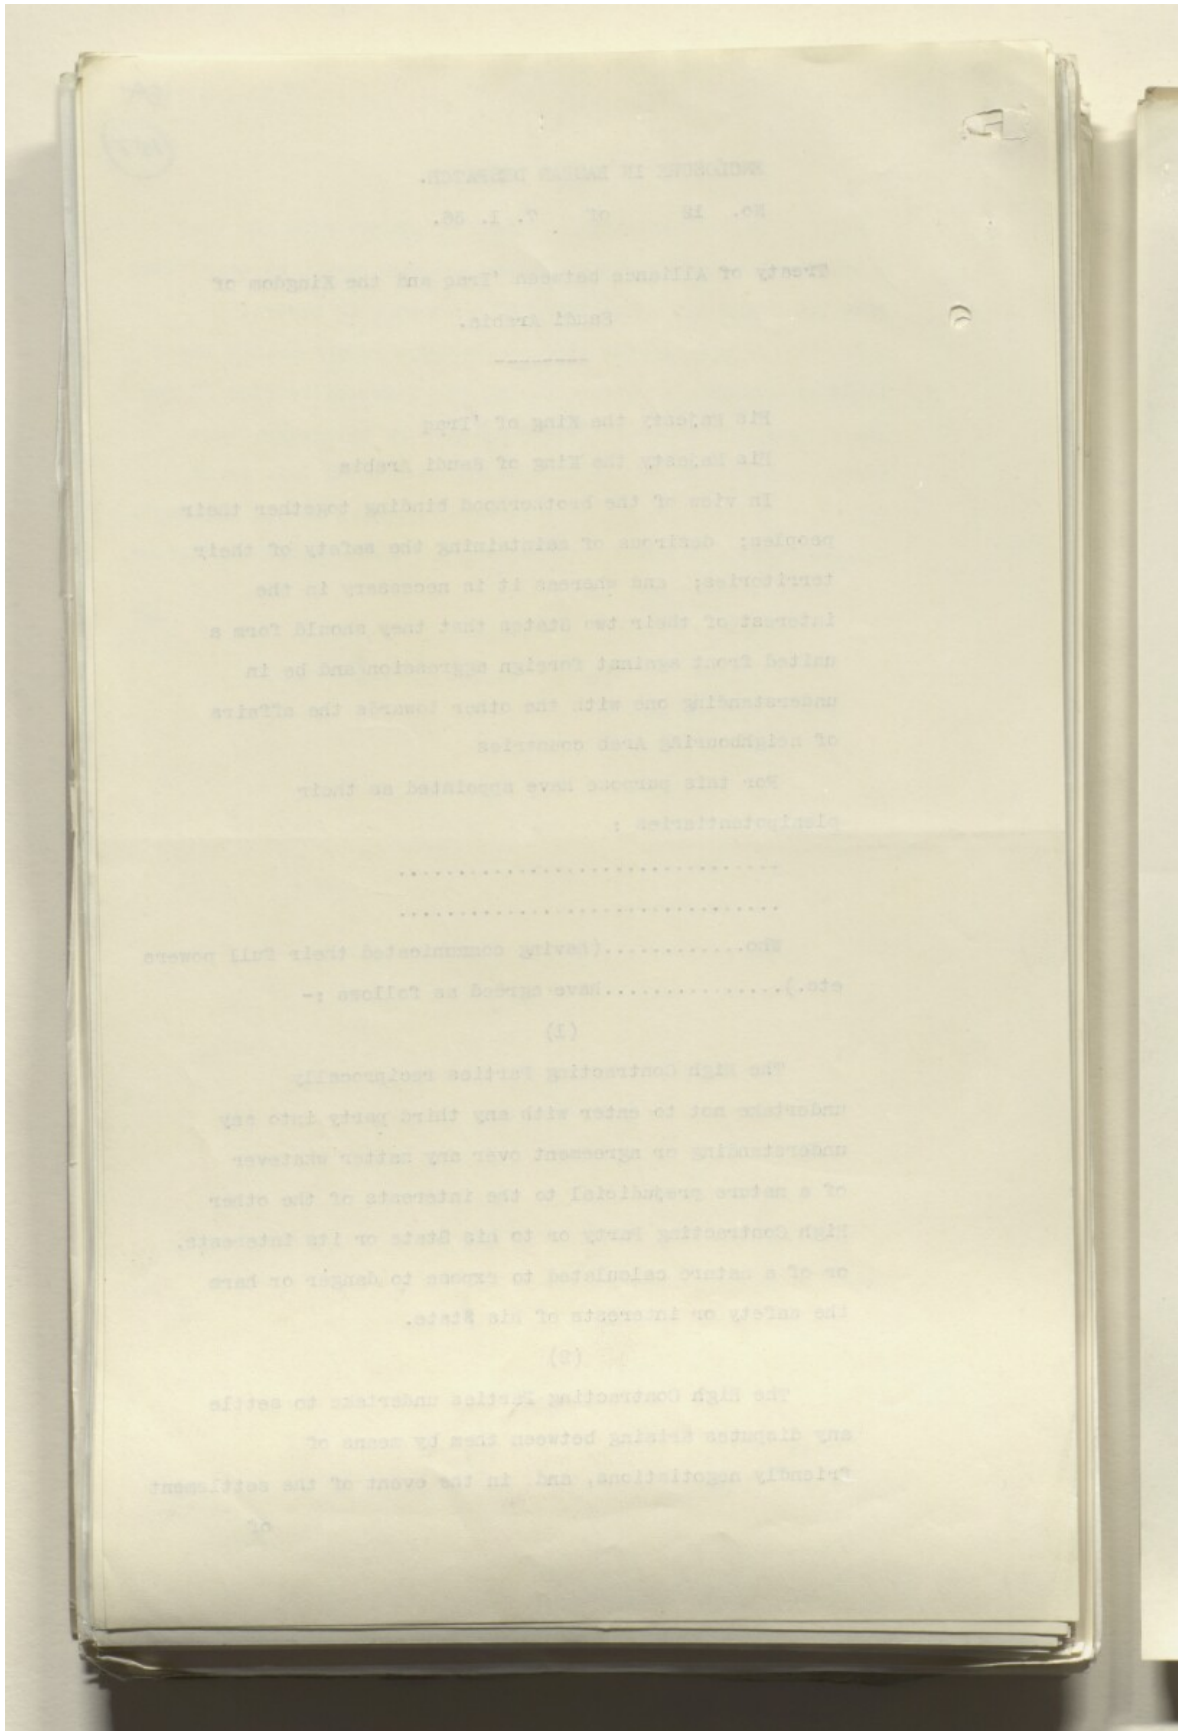 ENCLOSURE IN BAGHDAD DESPATCH.
No. 12 of 7. 1. 36.
Treaty of Alliance between 'Iraq and the Kingdom of
Saudi Arabia.
--------
His Majesty the King of 'Iraq
His Majesty the King of Saudi Arabia
In view of the brotherhood binding together their
peoples; desirous of maintaining the safety of their
territories; and whereas it is necessary in the
interest of their two States that they should form a
united front against foreign aggression and be in
understanding one with the other towards the affairs
of neighbouring Arab countries
For this purpose have appointed as their
plenipotentiaries :
................................
................................
Who............(having communicated their full powers
etc.)...............have agreed as follows :-
(1)
The High Contracting Parties reciprocally
undertake not to enter with any third party into any
understanding or agreement over any matter whatever
of a nature prejudicial to the interests of the other
High Contracting Party or to his State or its interests,
or of a nature calculated to expose to danger or harm
the safety or interests of his State.
(2)
The High Contracting Parties undertake to settle
any disputes arising between them by means of
friendly negotiations, and in the event of the settlement
of